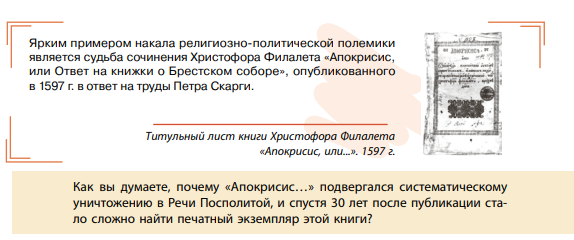 Ярким примером накала религиозно-политической полемики
является судьба сочинения Христофора Филалета «Апокрисис,
или Ответ на книжки о Брестском соборе», опубликованного
в 1597 г. в ответ на труды Петра Скарги.
Титульный лист книги Христофора Филалета
«Апокрисис, или...». 1597 г.
Как вы думаете, почему «Апокрисис...» подвергался систематическому
уничтожению в Речи Посполитой, и спустя 30 лет после публикации ста-
ло сложно найти печатный экземпляр этой книги?